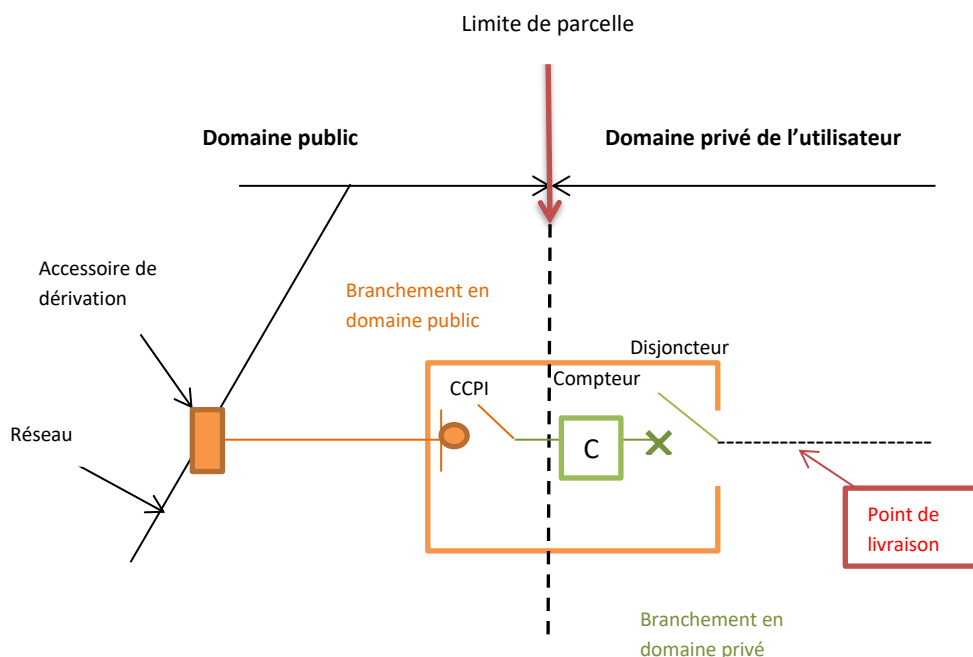 Limite de parcelle
Domaine public
Domaine privé de l’utilisateur
Accessoire de
dérivation
Branchement en
domaine public
Disjoncteur
CCPI
Compteur
Réseau
C
Point de
livraison
Branchement en
domaine privé